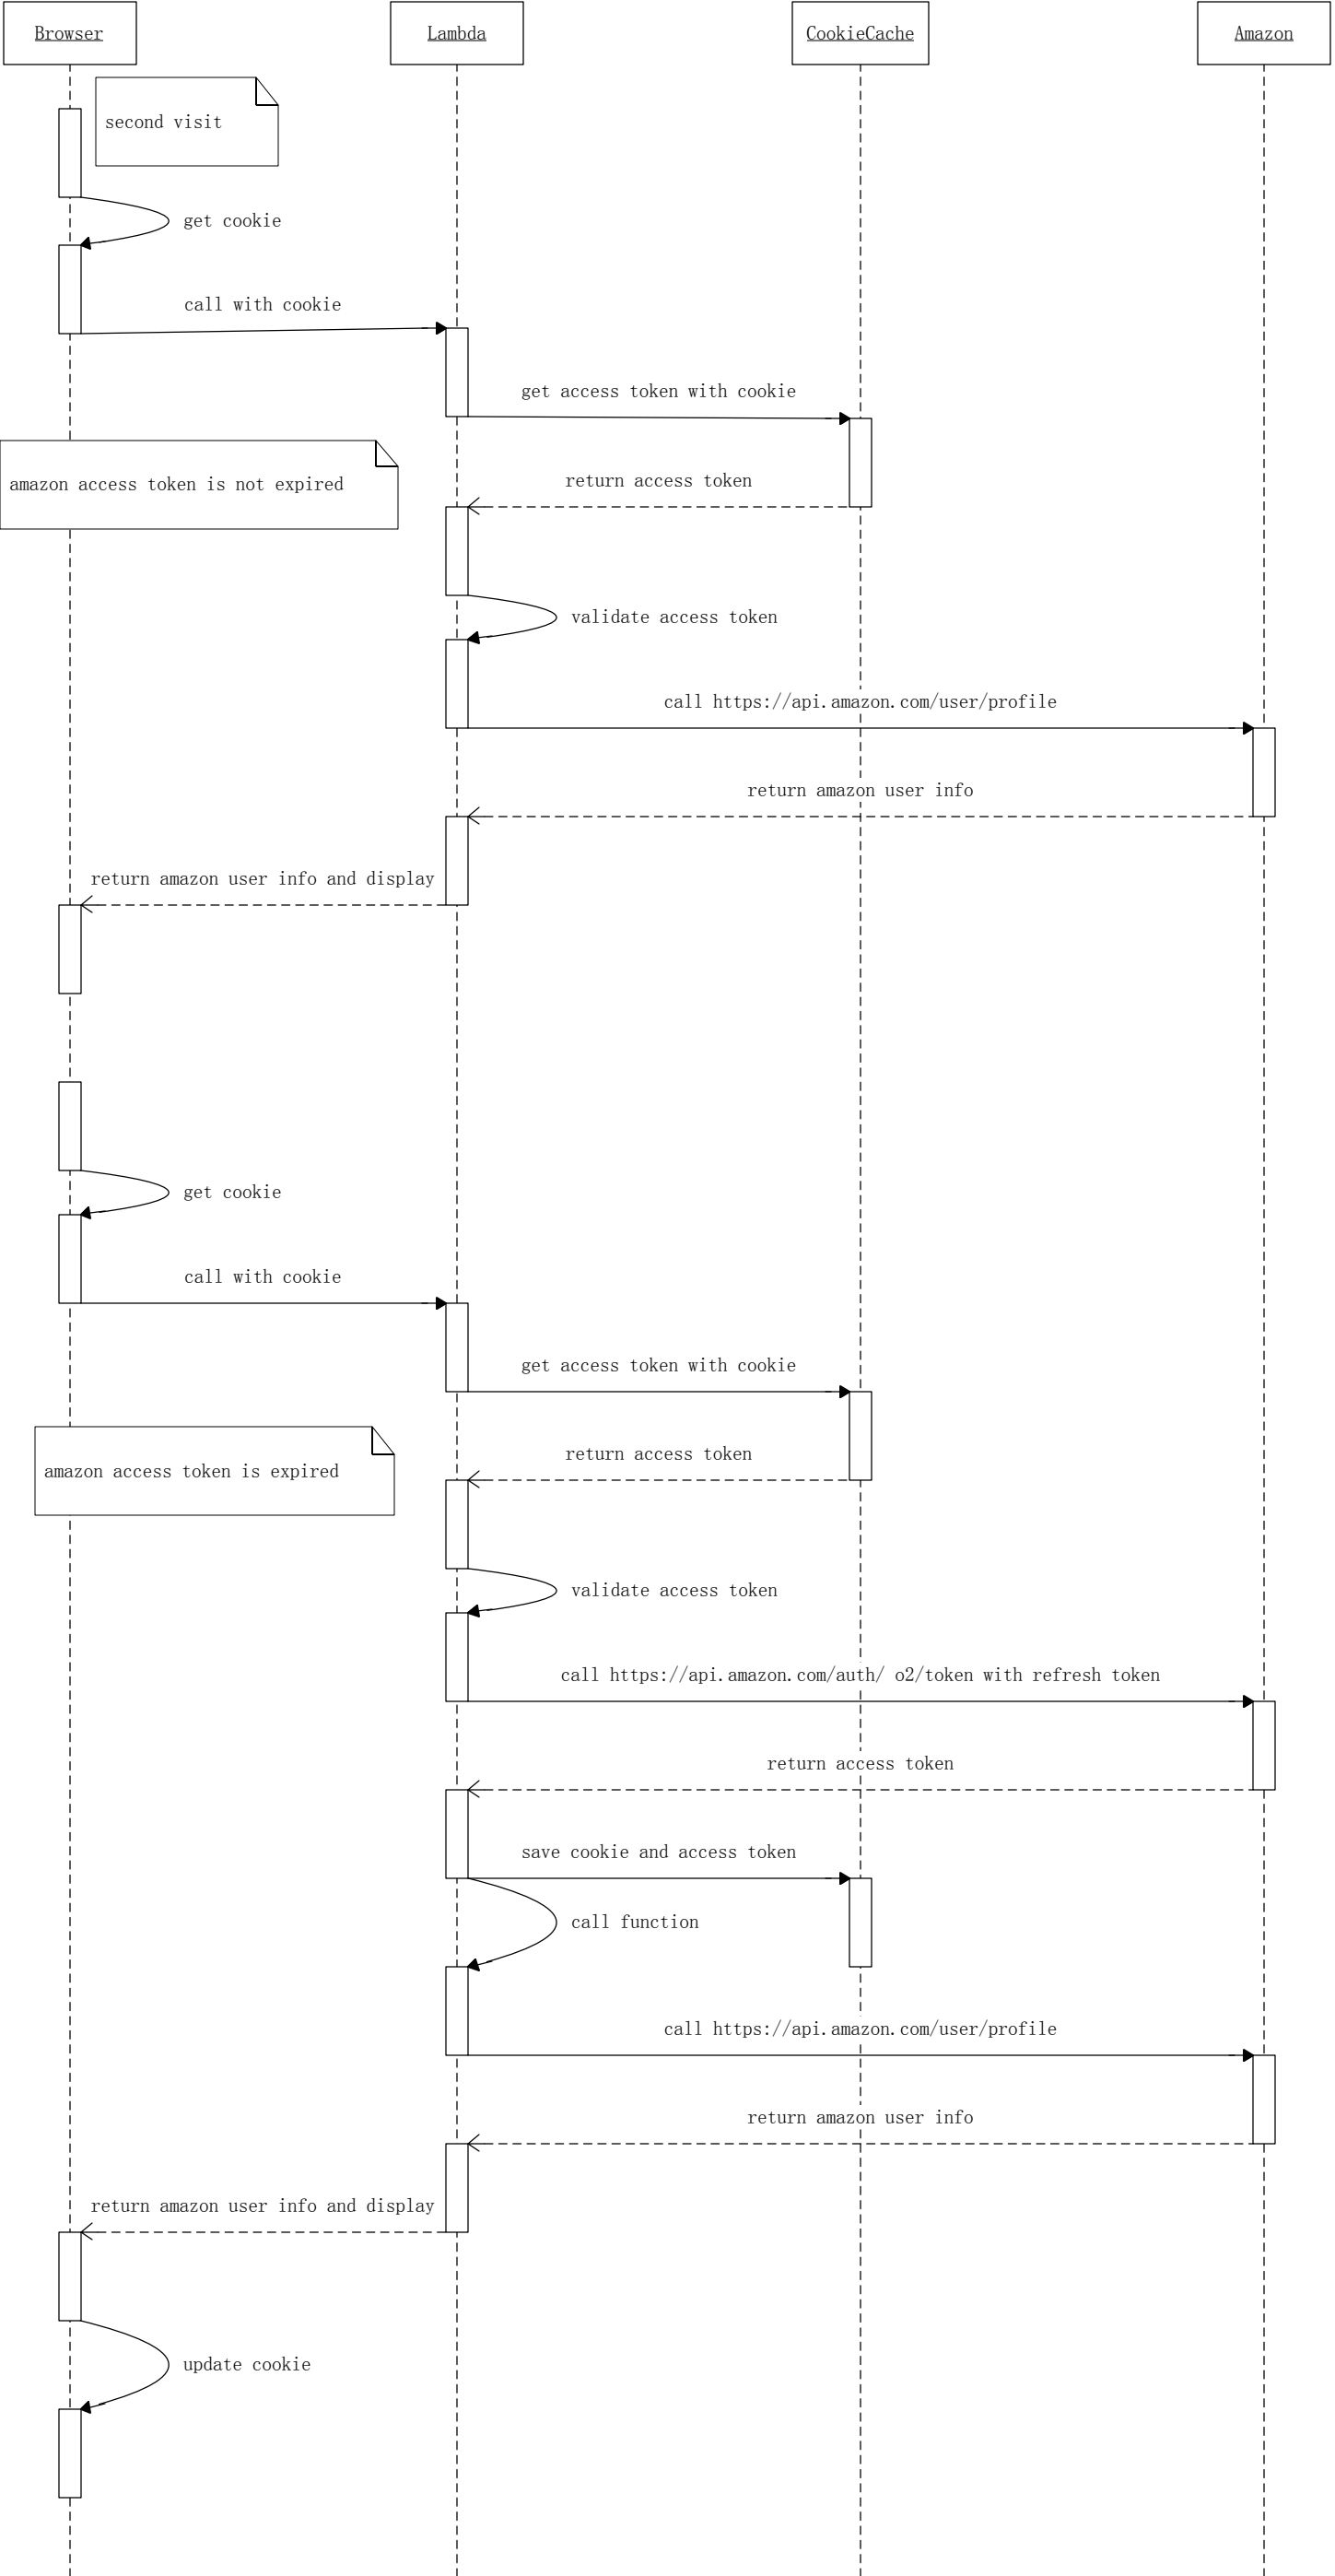 Browser
Lambda
CookieCache
Amazon
second visit
get cookie
call with cookie
get access token with cookie
return access token
amazon access token is not expired
validate access token
call https://api.amazon.com/user/profile
return amazon user info
return amazon user info and display
get cookie
call with cookie
get access token with cookie
return access token
amazon access token is expired
validate access token
call https://api.amazon.com/auth/ o2/token with refresh token
return access token
save cookie and access token
call function
call https://api.amazon.com/user/profile
return amazon user info
return amazon user info and display
update cookie